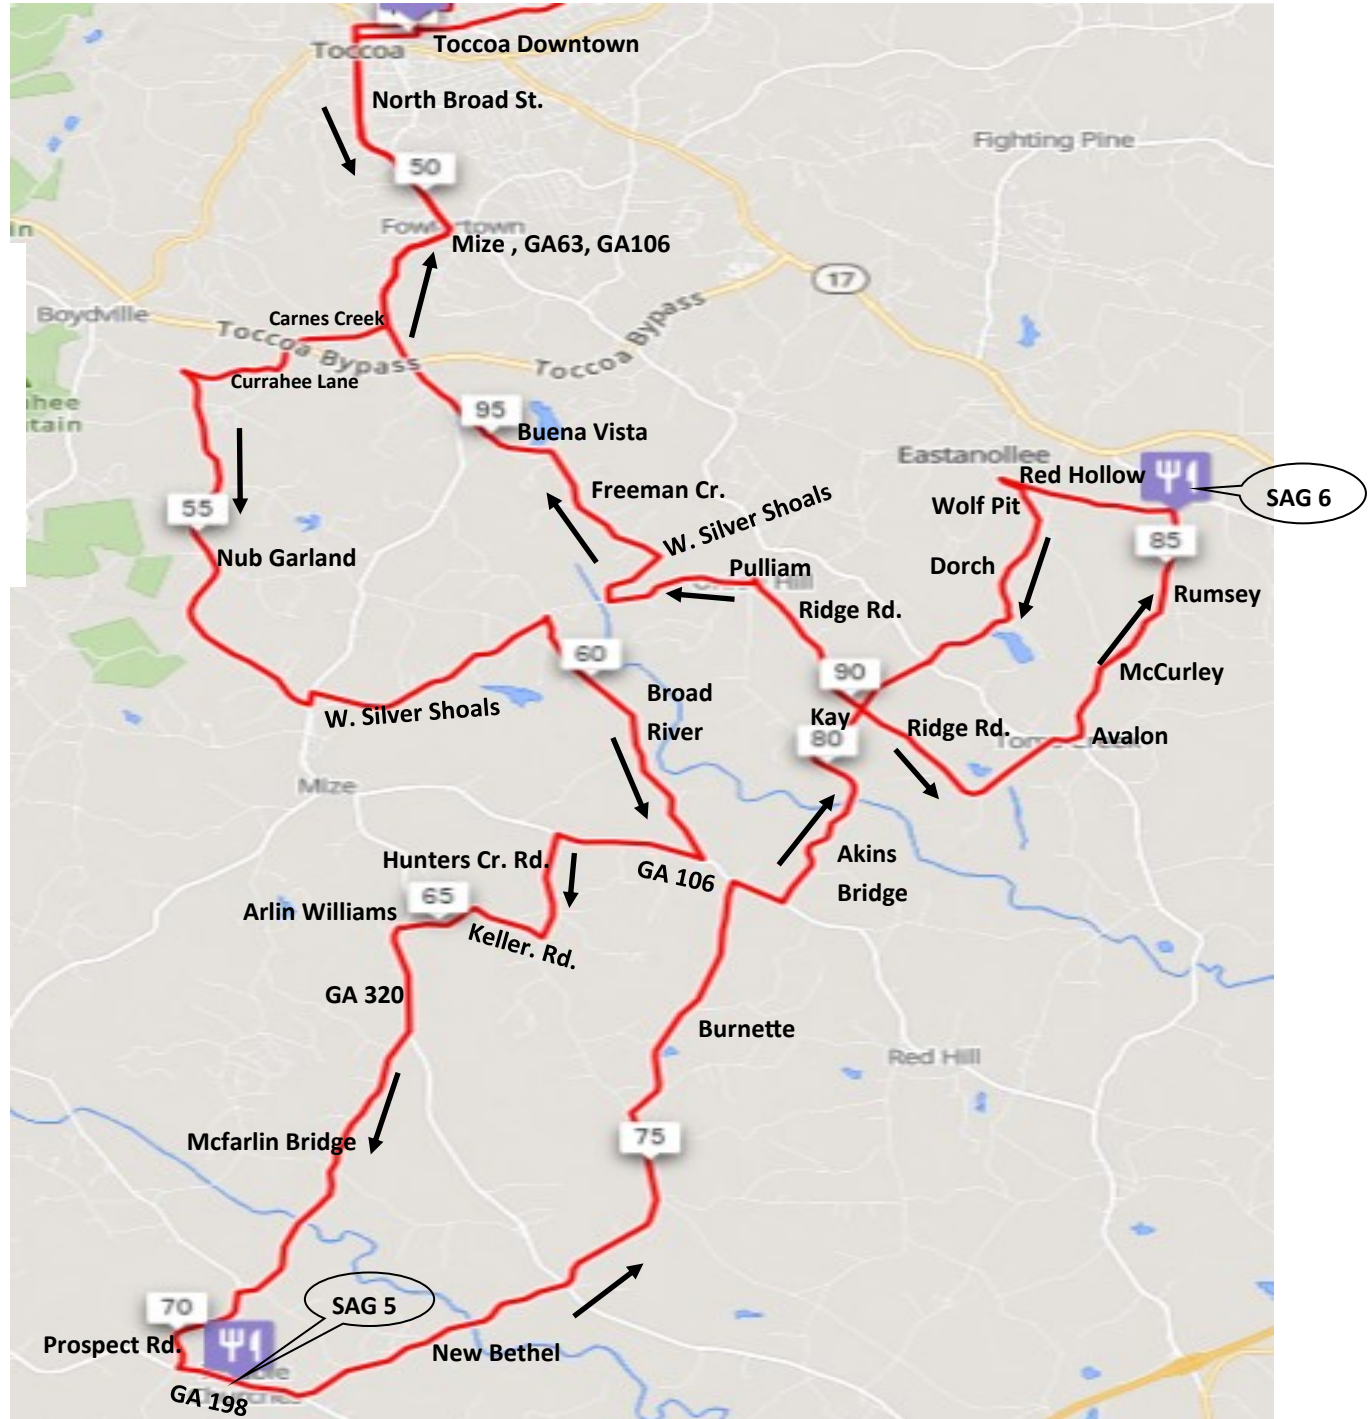 Toccoa
Toccoa Downtown
North Broad St.
Fighting Pine
50
Mize , GA63, GA106
17
Boydville
Carnes Creek
Toccoa Bypass
Toccoa Bypass
Currahee Lane
95
Buena Vista
Eastanollee
Red Hollow
SAG 6
Freeman Cr.
Wolf Pit
55
W. Silver Shoals
85
Nub Garland
Pulliam
Dorch
Rumsey
Ridge Rd.
60
90
McCurley
Broad
River
W. Silver Shoals
Kay
Ridge Rd.
80
Avalon
Mize
Hunters Cr. Rd.
GA 106
Akins
Bridge
65
Arlin Williams
Keller. Rd.
GA 320
Burnette
Red Hill
75
Mcfarlin Bridge
70
SAG 5
Prospect Rd.
New Bethel
GA 198